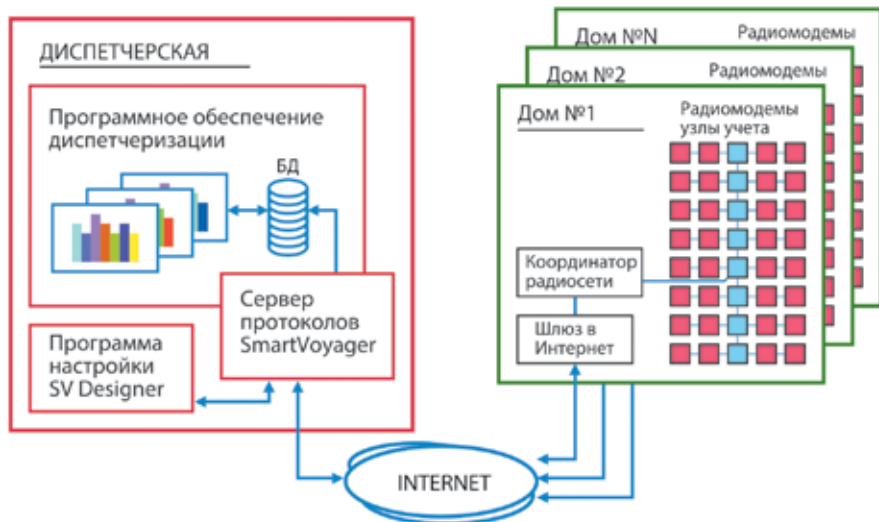 ДИСПЕТЧЕРСКАЯ
Программное обеспечение
диспетчеризации
БД
Сервер
протоколов
SmartVoyager
Программа
настройки
SV Designer
INTERNET
Дом №N
Радиомодемы
Дом №2
Радиомодемы
Дом №1
Радиомодемы
узлы учета
Координатор
радиосети
Шлюз в
Интернет